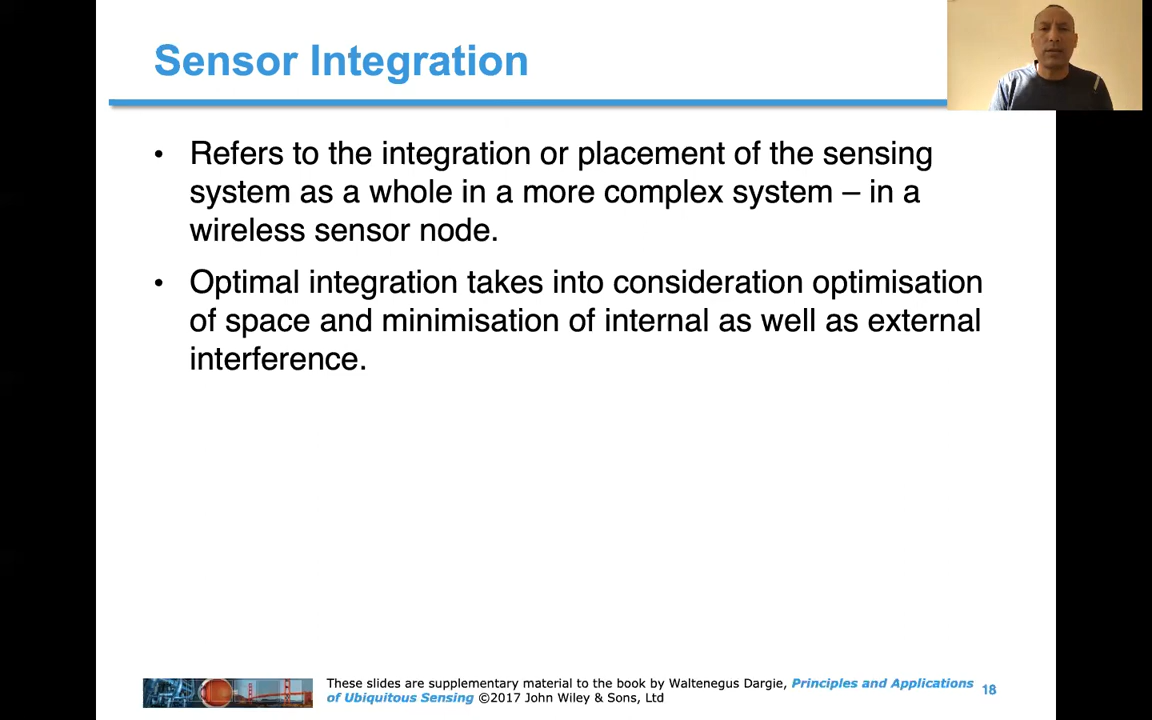 Sensor Integration
• Refers to the integration or placement of the sensing
system as a whole in a more complex system – in a
wireless sensor node.
• Optimal integration takes into consideration optimisation
of space and minimisation of internal as well as external
interference.
These slides are supplementary material to the book by Waltenegus Dargie, Principles and Applications
of Ubiquitous Sensing ©2017 John Wiley & Sons, Ltd
18